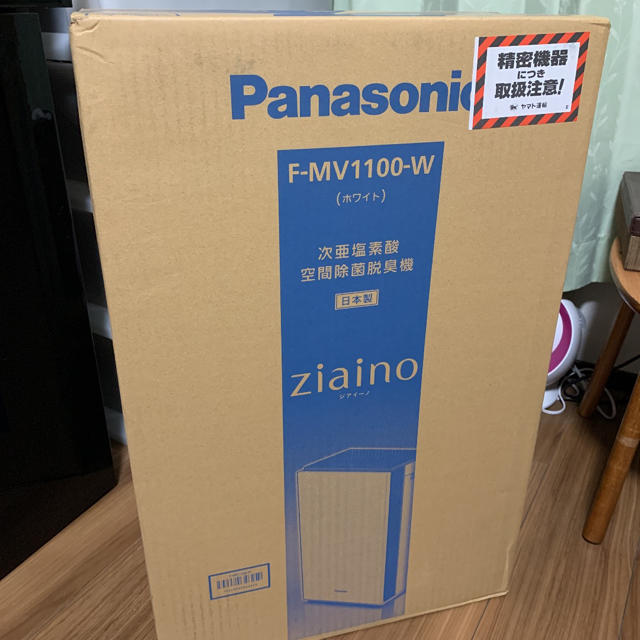 Panasonic
精密機器
につき
取扱注意!
ヤマト運輸
F-MV1100-W
(ホワイト)
次亜塩素酸
空間除菌脱臭機
日本製
ziaino
ジアイーノ